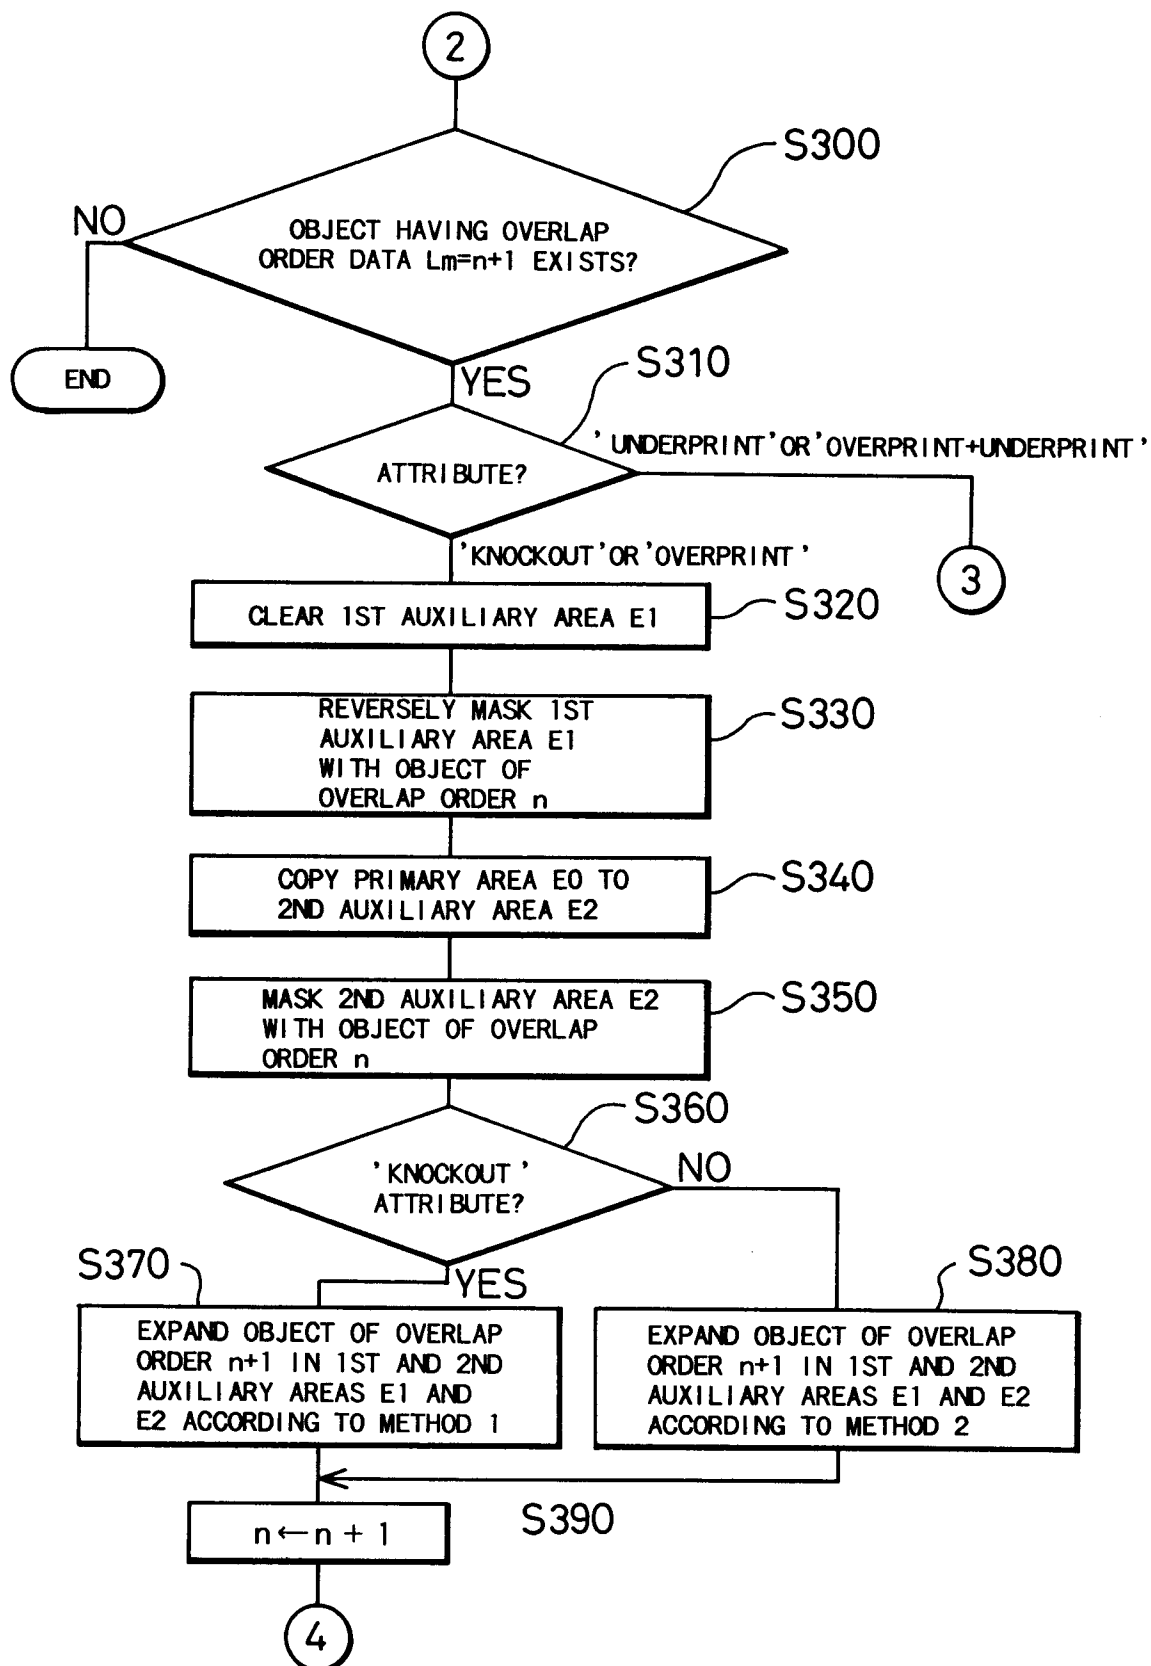 2
S300
NO
OBJECT HAVING OVERLAP
ORDER DATA Lm=n+1 EXISTS?
END
YES
S310
'UNDERPRINT'OR'OVERPRINT+UNDERPRINT'
ATTRIBUTE?
'KNOCKOUT'OR'OVERPRINT'
3
CLEAR 1ST AUXILIARY AREA E1
S320
REVERSELY MASK 1ST
AUXILIARY AREA E1
WITH OBJECT OF
OVERLAP ORDER n
S330
COPY PRIMARY AREA E0 TO
2ND AUXILIARY AREA E2
S340
MASK 2ND AUXILIARY AREA E2
WITH OBJECT OF OVERLAP
ORDER n
S350
S360
'KNOCKOUT'
ATTRIBUTE?
NO
YES
S370
EXPAND OBJECT OF OVERLAP
ORDER n+1 IN 1ST AND 2ND
AUXILIARY AREAS E1 AND
E2 ACCORDING TO METHOD 1
S380
EXPAND OBJECT OF OVERLAP
ORDER n+1 IN 1ST AND 2ND
AUXILIARY AREAS E1 AND E2
ACCORDING TO METHOD 2
n←n + 1
S390
4